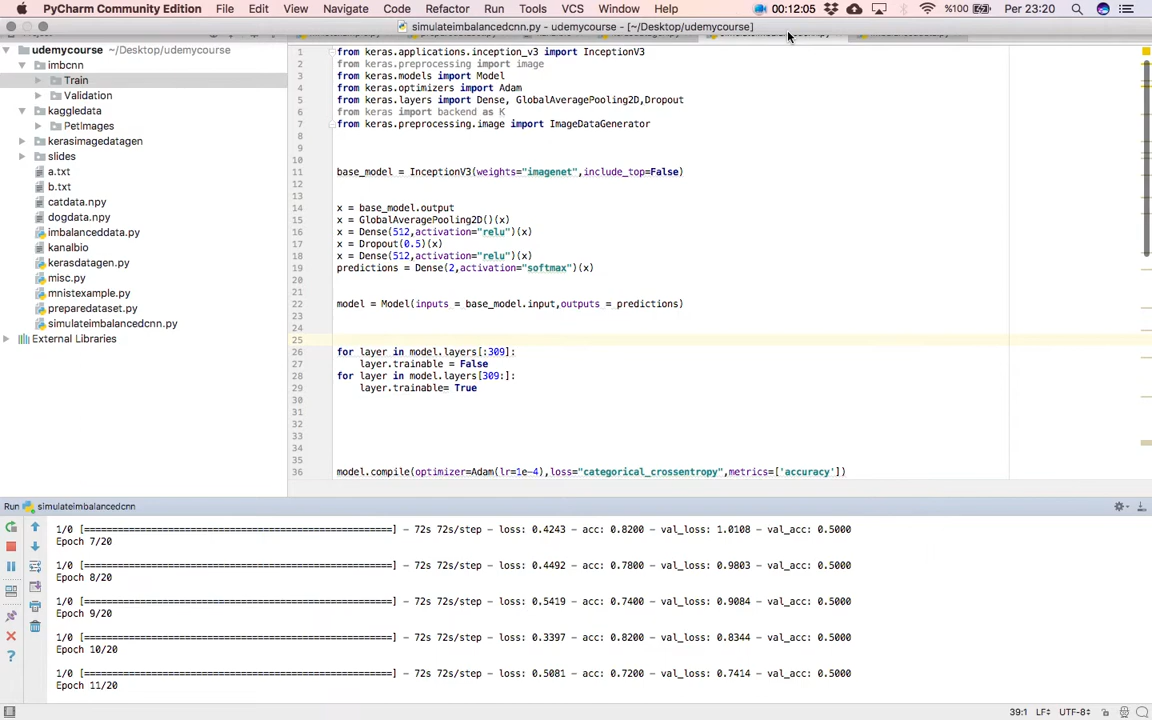 PyCharm Community Edition File Edit View Navigate Code Refactor Run Tools VCS Window Help 00:12:05 %100 Per 23:20
simulateimbalancedcnn.py - udemycourse - [~/Desktop/udemycourse]
udemycourse ~/Desktop/udemycourse
imbcnn
Train
Validation
kaggledata
PetImages
kerasimagedatagen
slides
a.txt
b.txt
catdata.npy
dogdata.npy
imbalanceddata.py
kanalbio
kerasdatagen.py
misc.py
mnistexample.py
preparedataset.py
simulateimbalancedcnn.py
External Libraries
1 from keras.applications.inception_v3 import InceptionV3
2 from keras.preprocessing import image
3 from keras.models import Model
4 from keras.optimizers import Adam
5 from keras.layers import Dense, GlobalAveragePooling2D,Dropout
6 from keras import backend as K
7 from keras.preprocessing.image import ImageDataGenerator
8
9
10
11 base_model = InceptionV3(weights="imagenet",include_top=False)
12
13
14 x = base_model.output
15 x = GlobalAveragePooling2D()(x)
16 x = Dense(512,activation="relu")(x)
17 x = Dropout(0.5)(x)
18 x = Dense(512,activation="relu")(x)
19 predictions = Dense(2,activation="softmax")(x)
20
21
22 model = Model(inputs = base_model.input,outputs = predictions)
23
24
25
26 for layer in model.layers[:309]:
27 layer.trainable = False
28 for layer in model.layers[309:]:
29 layer.trainable= True
30
31
32
33
34
35
36 model.compile(optimizer=Adam(lr=1e-4),loss="categorical_crossentropy",metrics=['accuracy'])
Run simulateimbalancedcnn
1/0 [==================================================] - 72s 72s/step - loss: 0.4243 - acc: 0.8200 - val_loss: 1.0108 - val_acc: 0.5000
Epoch 7/20
1/0 [==================================================] - 72s 72s/step - loss: 0.4492 - acc: 0.7800 - val_loss: 0.9803 - val_acc: 0.5000
Epoch 8/20
1/0 [==================================================] - 72s 72s/step - loss: 0.5419 - acc: 0.7400 - val_loss: 0.9084 - val_acc: 0.5000
Epoch 9/20
1/0 [==================================================] - 72s 72s/step - loss: 0.3397 - acc: 0.8200 - val_loss: 0.8344 - val_acc: 0.5000
Epoch 10/20
1/0 [==================================================] - 72s 72s/step - loss: 0.5081 - acc: 0.7200 - val_loss: 0.7414 - val_acc: 0.5000
Epoch 11/20
39:1 LF÷ UTF-8÷